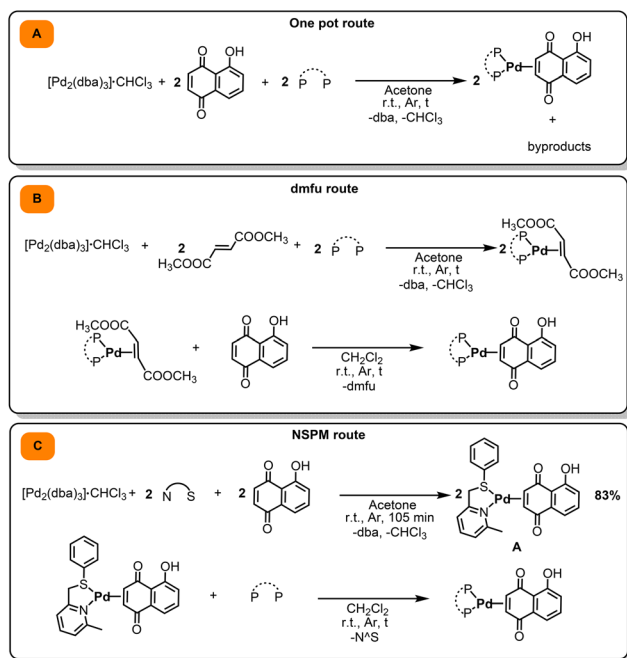 A
One pot route
[Pd2(dba)3]·CHCl3 + 2
O
OH
O
+ 2 P P
Acetone
r.t., Ar, t
-dba, -CHCl3
2
P
P
Pd
O
OH
O
+
byproducts
B
dmfu route
[Pd2(dba)3]·CHCl3 + 2
COOCH3
H3COOC
+ 2 P P
Acetone
r.t., Ar, t
-dba, -CHCl3
2
CH3OOC
P
P
Pd
COOCH3
CH3OOC
P
P
Pd
COOCH3
+
O
OH
O
CH2Cl2
r.t., Ar, t
-dmfu
P
P
Pd
O
OH
O
C
NSPM route
[Pd2(dba)3]·CHCl3+ 2 N S + 2
O
OH
O
Acetone
r.t., Ar, 105 min
-dba, -CHCl3
2
S
N
Pd
O
OH
O
83%
A
S
N
Pd
O
OH
O
+
P P
CH2Cl2
r.t., Ar, t
-N^S
P
P
Pd
O
OH
O